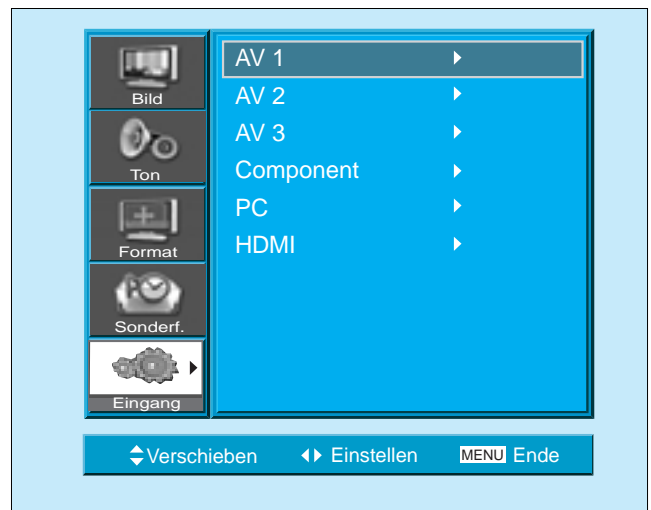 Bild
Ton
Format
Sonderf.
Eingang
AV 1
AV 2
AV 3
Component
PC
HDMI
Verschieben Einstellen MENU Ende